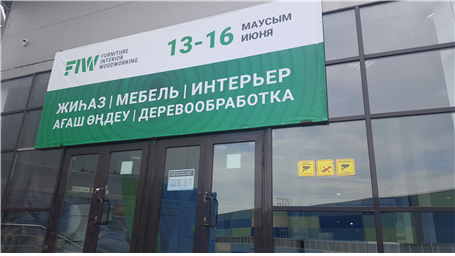 FIW
FURNITURE
INTERIOR
WOODWORKING
13-16 МАУСЫМ
ИЮНЯ
ЖИҺАЗ | МЕБЕЛЬ | ИНТЕРЬЕР
АҒАШ ӨҢДЕУ | ДЕРЕВООБРАБОТКА